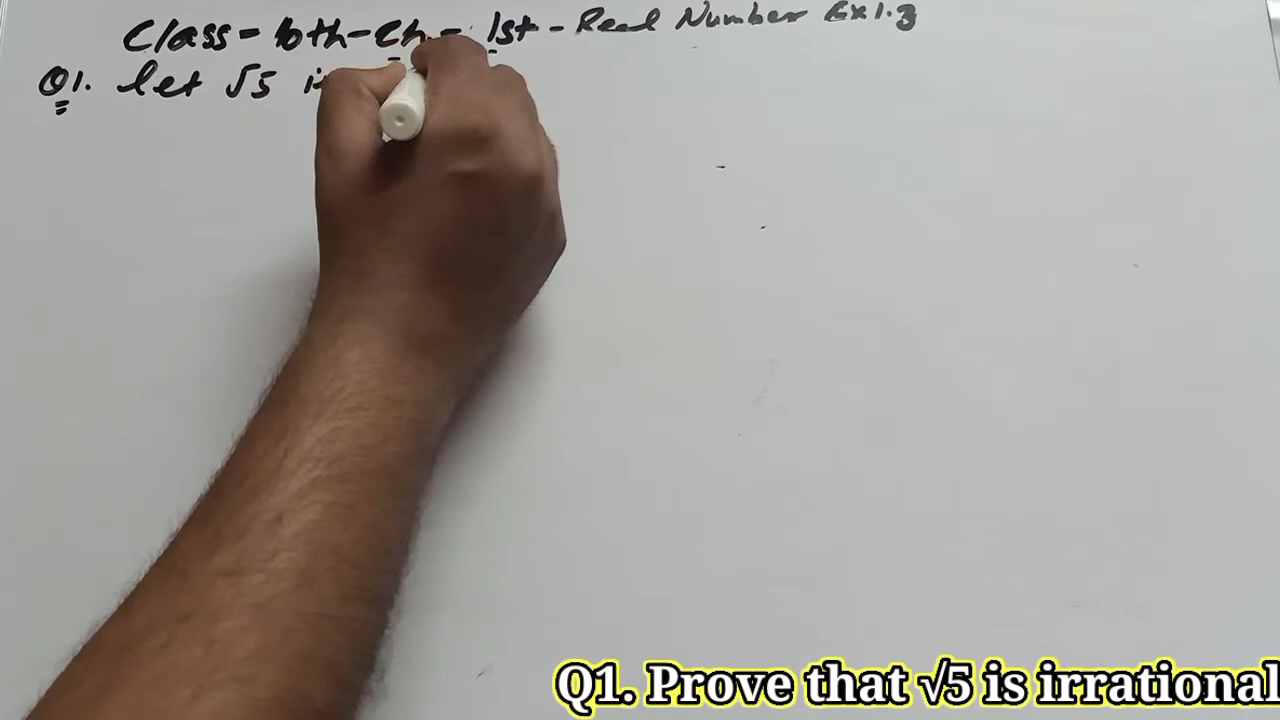 Class - 10th - Ch - 1st - Real Number Ex 1.3
Q1. let √5 i
Q1. Prove that √5 is irrational